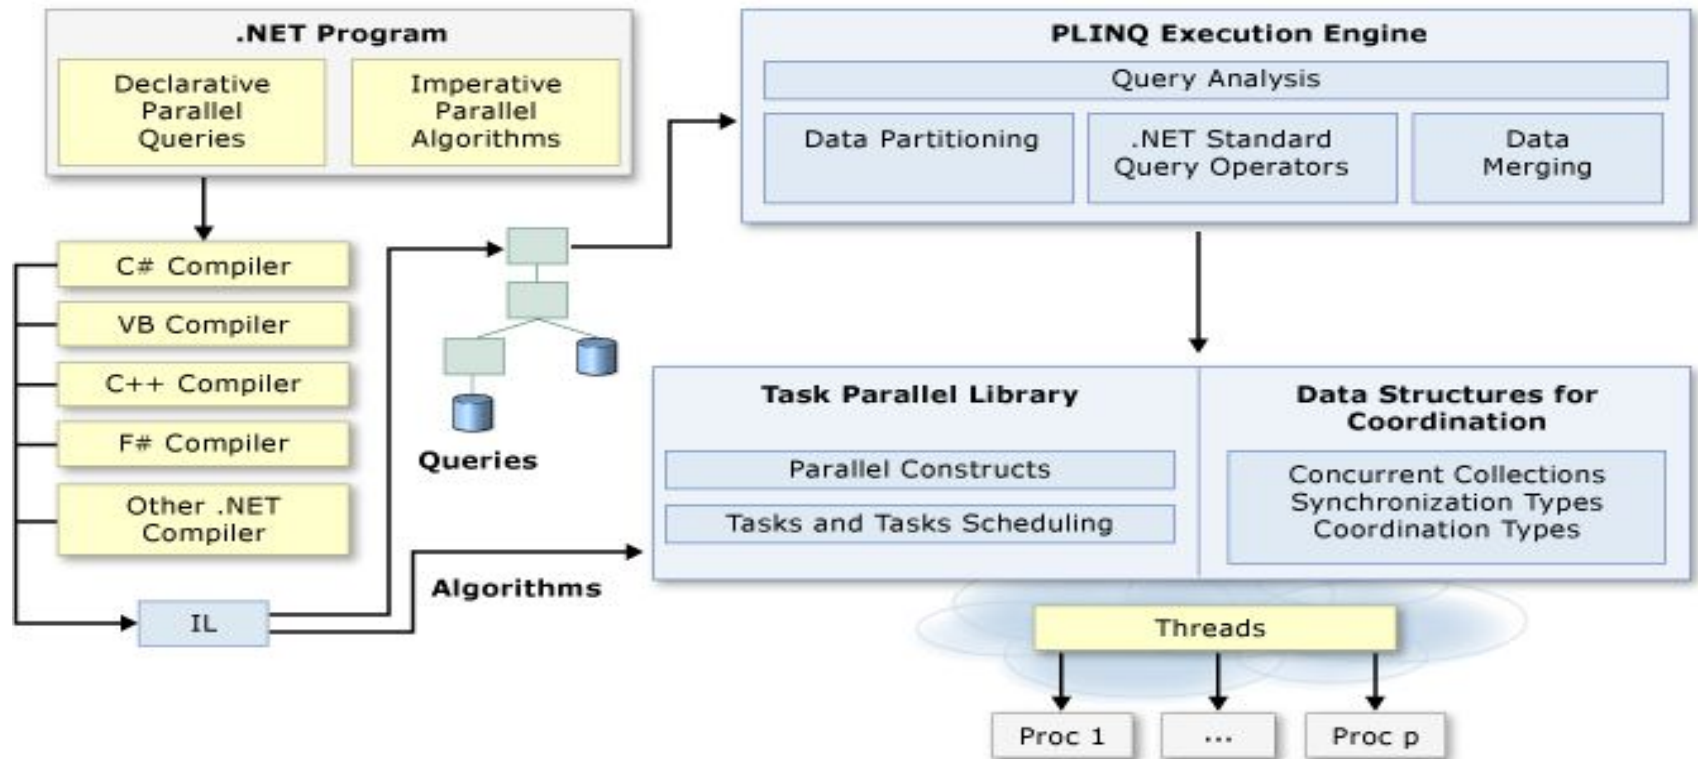 .NET Program
Declarative
Parallel
Queries
Imperative
Parallel
Algorithms
C# Compiler
VB Compiler
C++ Compiler
F# Compiler
Other .NET
Compiler
IL
Queries
Algorithms
PLINQ Execution Engine
Query Analysis
Data Partitioning
.NET Standard
Query Operators
Data
Merging
Task Parallel Library
Parallel Constructs
Tasks and Tasks Scheduling
Data Structures for
Coordination
Concurrent Collections
Synchronization Types
Coordination Types
Threads
Proc 1
...
Proc p